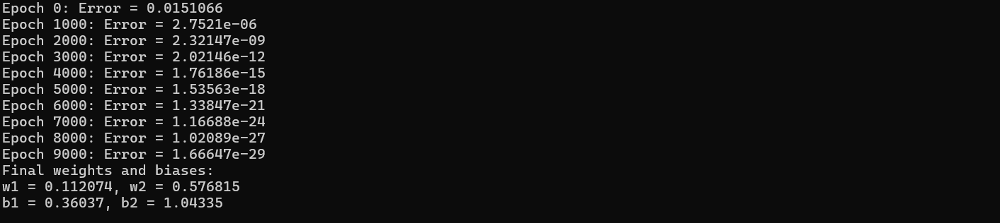 Epoch 0: Error = 0.0151066
Epoch 1000: Error = 2.7521e-06
Epoch 2000: Error = 2.32147e-09
Epoch 3000: Error = 2.02146e-12
Epoch 4000: Error = 1.76186e-15
Epoch 5000: Error = 1.53563e-18
Epoch 6000: Error = 1.33847e-21
Epoch 7000: Error = 1.16688e-24
Epoch 8000: Error = 1.02089e-27
Epoch 9000: Error = 1.66647e-29
Final weights and biases:
w1 = 0.112074, w2 = 0.576815
b1 = 0.36037, b2 = 1.04335